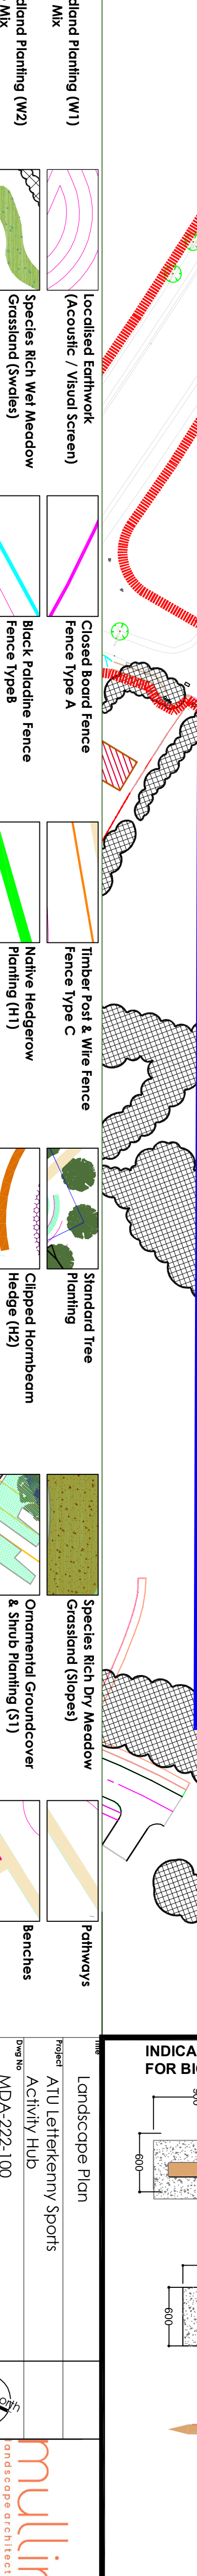 dland Planting (W1)
Mix
Localised Earthwork
(Acoustic / Visual Screen)
Closed Board Fence
Fence Type A
Timber Post & Wire Fence
Fence Type C
Standard Tree
Planting
Species Rich Dry Meadow
Grassland (Slopes)
Pathways
dland Planting (W2)
Mix
Species Rich Wet Meadow
Grassland (Swales)
Black Paladine Fence
Fence TypeB
Native Hedgerow
Planting (H1)
Clipped Hornbeam
Hedge (H2)
Ornamental Groundcover
& Shrub Planting (S1)
Benches
Title
Landscape Plan
Project
ATU Letterkenny Sports
Activity Hub
Dwg No
MDA-222-100
orth
mullin
landscape architect
INDICA
FOR BI
600
600